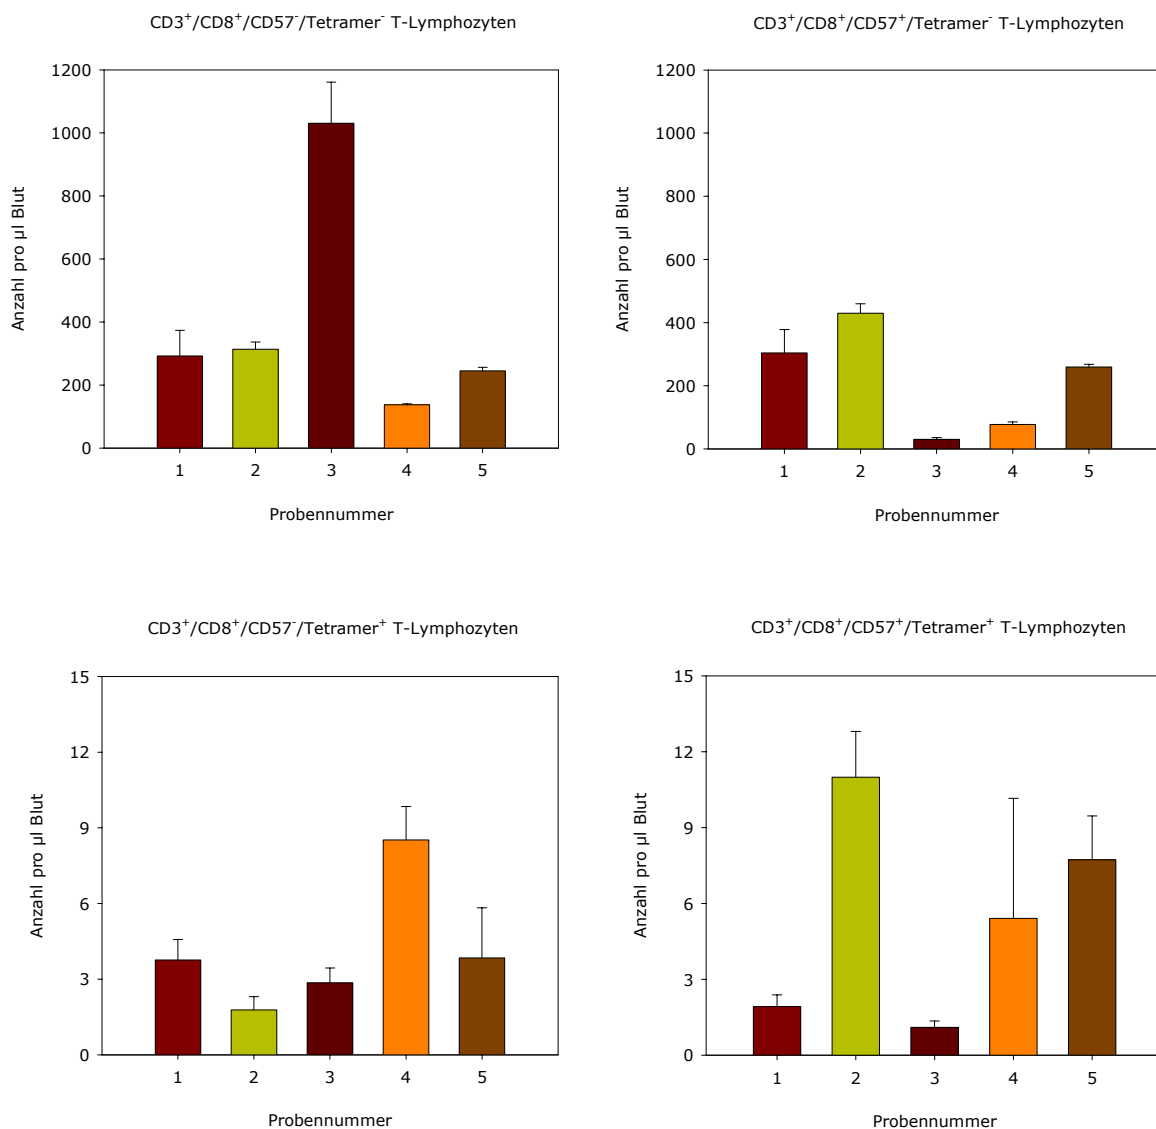 CD3⁺/CD8⁺/CD57⁻/Tetramer⁻ T-Lymphozyten
Anzahl pro µl Blut
1200
1000
800
600
400
200
0
1 2 3 4 5
Probennummer
CD3⁺/CD8⁺/CD57⁺/Tetramer⁻ T-Lymphozyten
Anzahl pro µl Blut
1200
1000
800
600
400
200
0
1 2 3 4 5
Probennummer
CD3⁺/CD8⁺/CD57⁻/Tetramer⁺ T-Lymphozyten
Anzahl pro µl Blut
15
12
9
6
3
0
1 2 3 4 5
Probennummer
CD3⁺/CD8⁺/CD57⁺/Tetramer⁺ T-Lymphozyten
Anzahl pro µl Blut
15
12
9
6
3
0
1 2 3 4 5
Probennummer